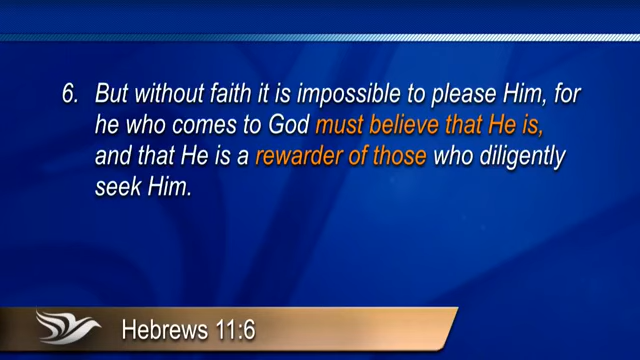 6. But without faith it is impossible to please Him, for
he who comes to God must believe that He is,
and that He is a rewarder of those who diligently
seek Him.
Hebrews 11:6